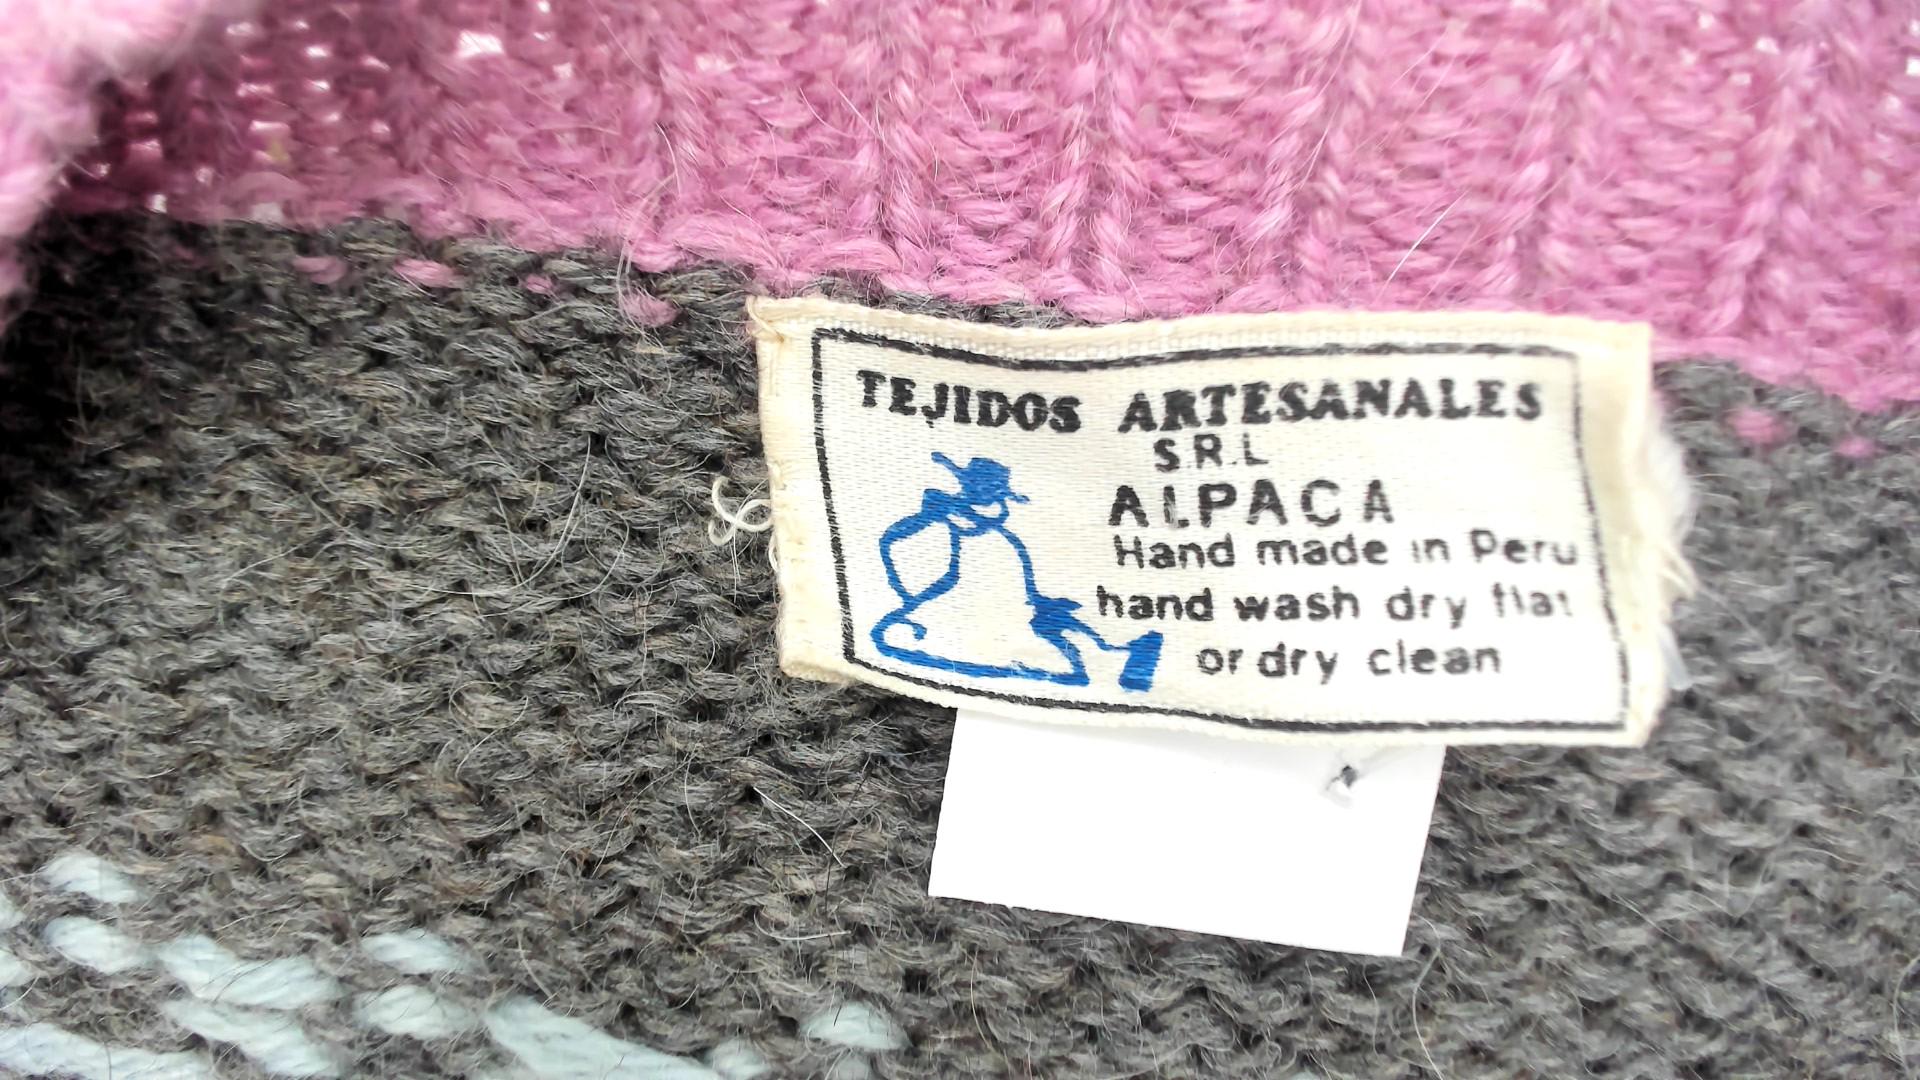 TEJIDOS ARTESANALES
S.R.L
ALPACA
Hand made in Peru
hand wash dry flat
or dry clean